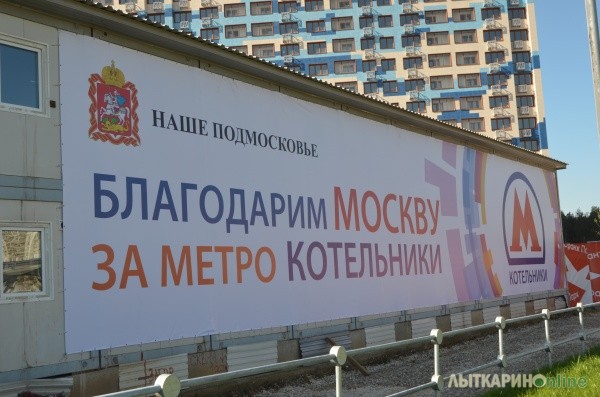 НАШЕ ПОДМОСКОВЬЕ
БЛАГОДАРИМ МОСКВУ
ЗА МЕТРО КОТЕЛЬНИКИ
М
КОТЕЛЬНИКИ
ЛЫТКАРИНОonline